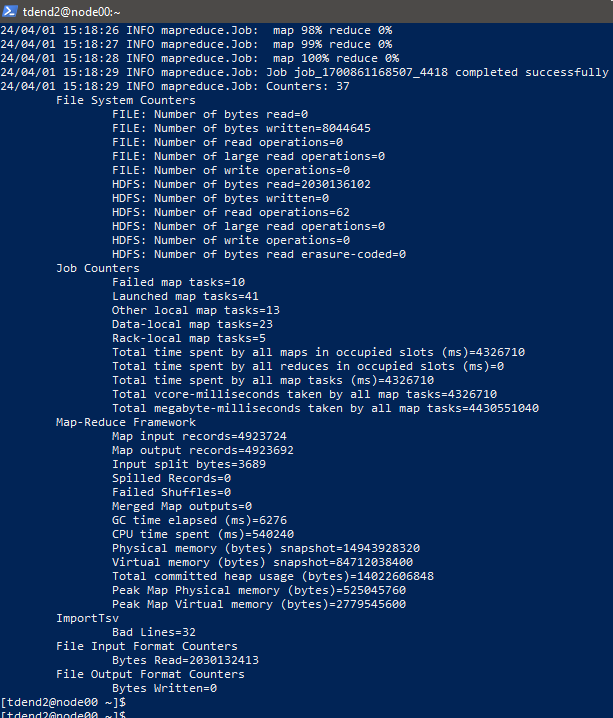 tdend2@node00:~
24/04/01 15:18:26 INFO mapreduce.Job:  map 98% reduce 0%
24/04/01 15:18:27 INFO mapreduce.Job:  map 99% reduce 0%
24/04/01 15:18:28 INFO mapreduce.Job:  map 100% reduce 0%
24/04/01 15:18:29 INFO mapreduce.Job: Job job_1700861168507_4418 completed successfully
24/04/01 15:18:29 INFO mapreduce.Job: Counters: 37
File System Counters
FILE: Number of bytes read=0
FILE: Number of bytes written=8044645
FILE: Number of read operations=0
FILE: Number of large read operations=0
FILE: Number of write operations=0
HDFS: Number of bytes read=2030136102
HDFS: Number of bytes written=0
HDFS: Number of read operations=62
HDFS: Number of large read operations=0
HDFS: Number of write operations=0
HDFS: Number of bytes read erasure-coded=0
Job Counters
Failed map tasks=10
Launched map tasks=41
Other local map tasks=13
Data-local map tasks=23
Rack-local map tasks=5
Total time spent by all maps in occupied slots (ms)=4326710
Total time spent by all reduces in occupied slots (ms)=0
Total time spent by all map tasks (ms)=4326710
Total vcore-milliseconds taken by all map tasks=4326710
Total megabyte-milliseconds taken by all map tasks=4430551040
Map-Reduce Framework
Map input records=4923724
Map output records=4923692
Input split bytes=3689
Spilled Records=0
Failed Shuffles=0
Merged Map outputs=0
GC time elapsed (ms)=6276
CPU time spent (ms)=540240
Physical memory (bytes) snapshot=14943928320
Virtual memory (bytes) snapshot=84712038400
Total committed heap usage (bytes)=14022606848
Peak Map Physical memory (bytes)=525045760
Peak Map Virtual memory (bytes)=2779545600
ImportTsv
Bad Lines=32
File Input Format Counters
Bytes Read=2030132413
File Output Format Counters
Bytes Written=0
[tdend2@node00 ~]$
[tdend2@node00 ~]$